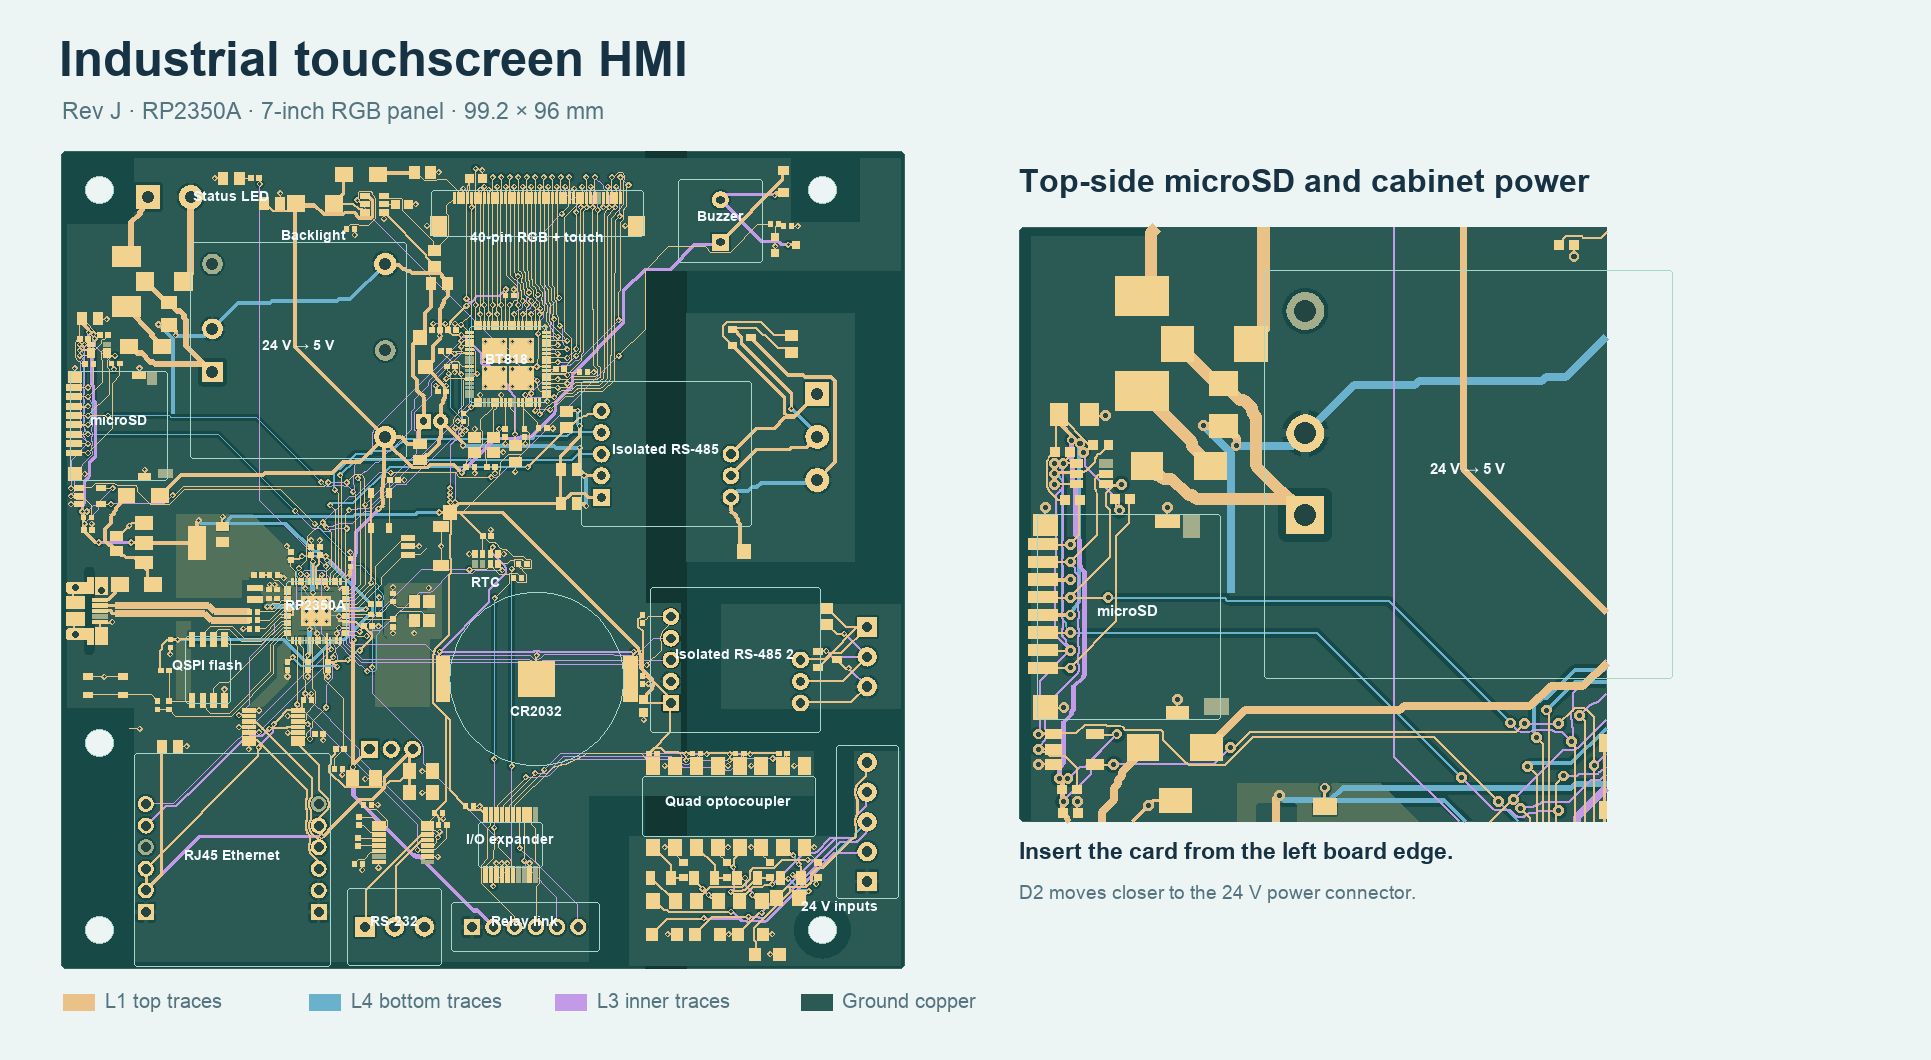 Industrial touchscreen HMI
Rev J · RP2350A · 7-inch RGB panel · 99.2 × 96 mm
Status LED
Backlight
40-pin RGB + touch
Buzzer
24 V → 5 V
BT818
microSD
Isolated RS-485
RTC
RP2350A
QSPI flash
Isolated RS-485 2
CR2032
Quad optocoupler
I/O expander
RJ45 Ethernet
24 V inputs
RS-232
Relay link
L1 top traces
L4 bottom traces
L3 inner traces
Ground copper
Top-side microSD and cabinet power
24 V → 5 V
microSD
Insert the card from the left board edge.
D2 moves closer to the 24 V power connector.